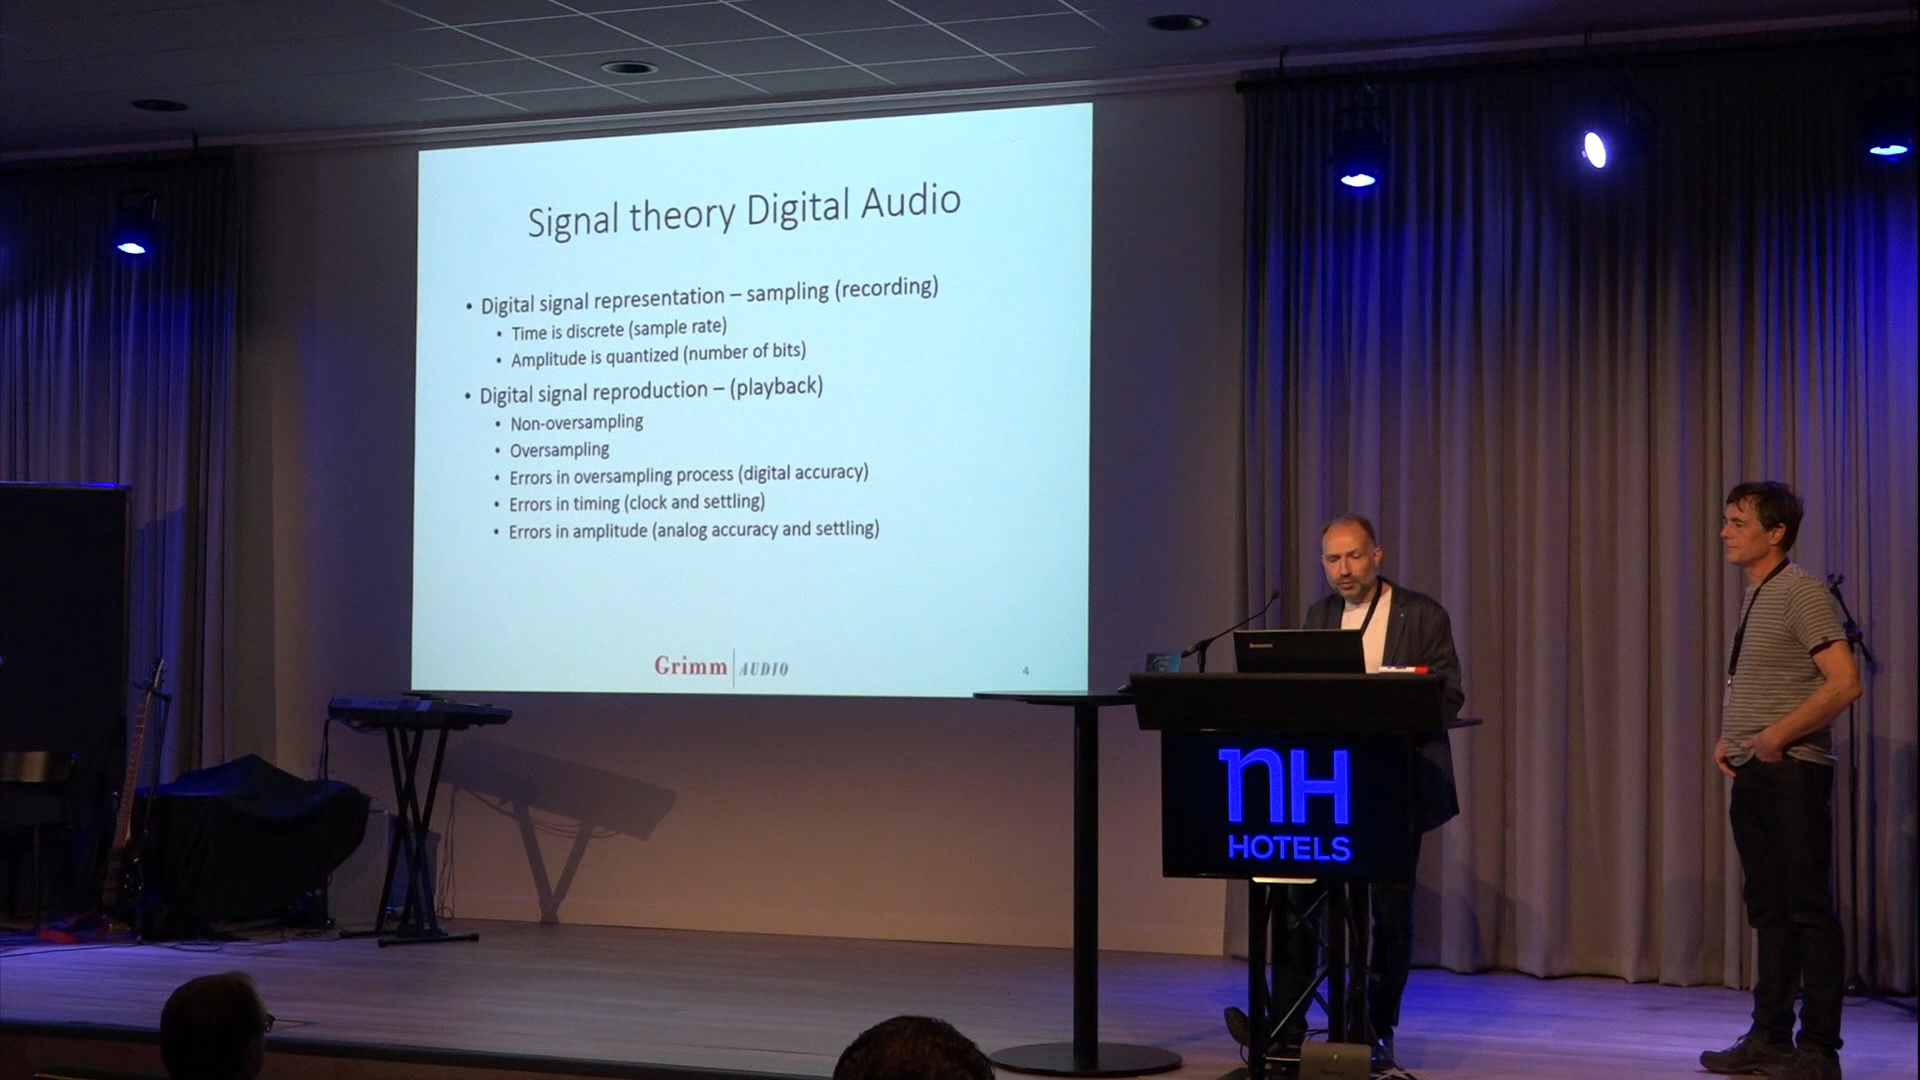 Signal theory Digital Audio
• Digital signal representation – sampling (recording)
• Time is discrete (sample rate)
• Amplitude is quantized (number of bits)
• Digital signal reproduction – (playback)
• Non-oversampling
• Oversampling
• Errors in oversampling process (digital accuracy)
• Errors in timing (clock and settling)
• Errors in amplitude (analog accuracy and settling)
Grimm AUDIO
4
nH
HOTELS